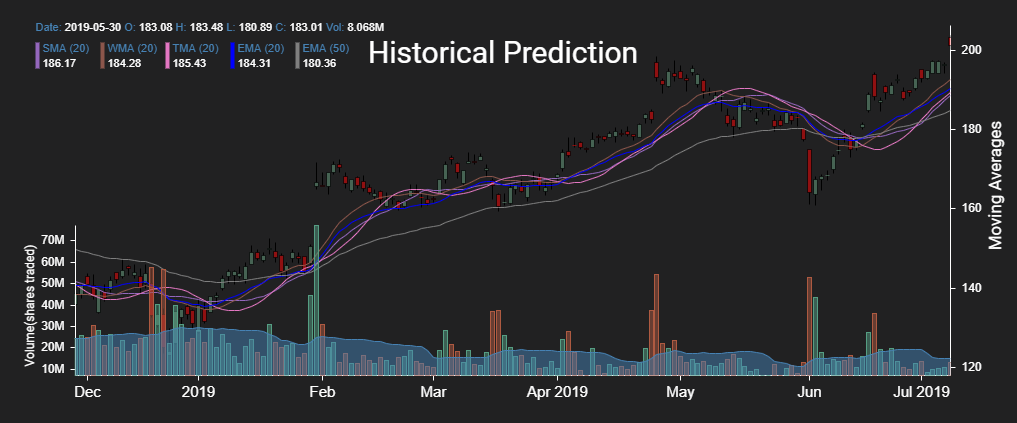 Date: 2019-05-30 O: 183.08 H: 183.48 L: 180.89 C: 183.01 Vol: 8.068M
SMA (20) WMA (20) TMA (20) EMA (20) EMA (50)
186.17 184.28 185.43 184.31 180.36
Historical Prediction
200
180
160
140
120
Moving Averages
70M
60M
50M
40M
30M
20M
10M
Volume(shares traded)
Dec 2019 Feb Mar Apr 2019 May Jun Jul 2019